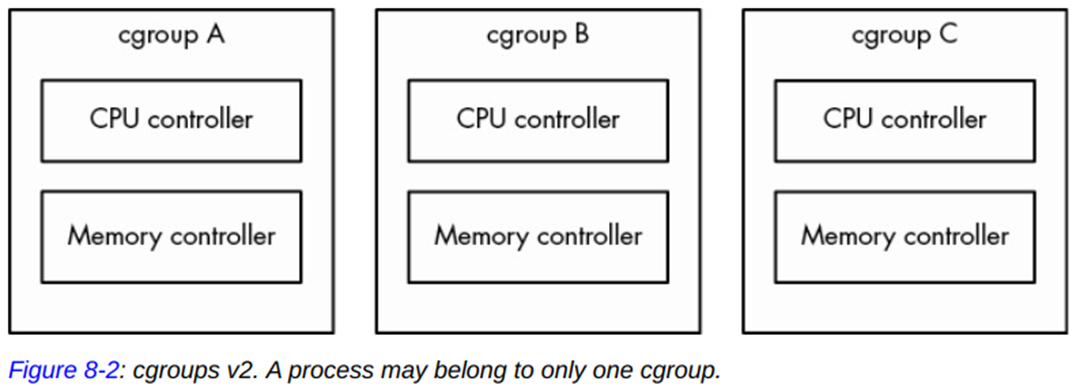 cgroup A
CPU controller
Memory controller
cgroup B
CPU controller
Memory controller
cgroup C
CPU controller
Memory controller
Figure 8-2: cgroups v2. A process may belong to only one cgroup.